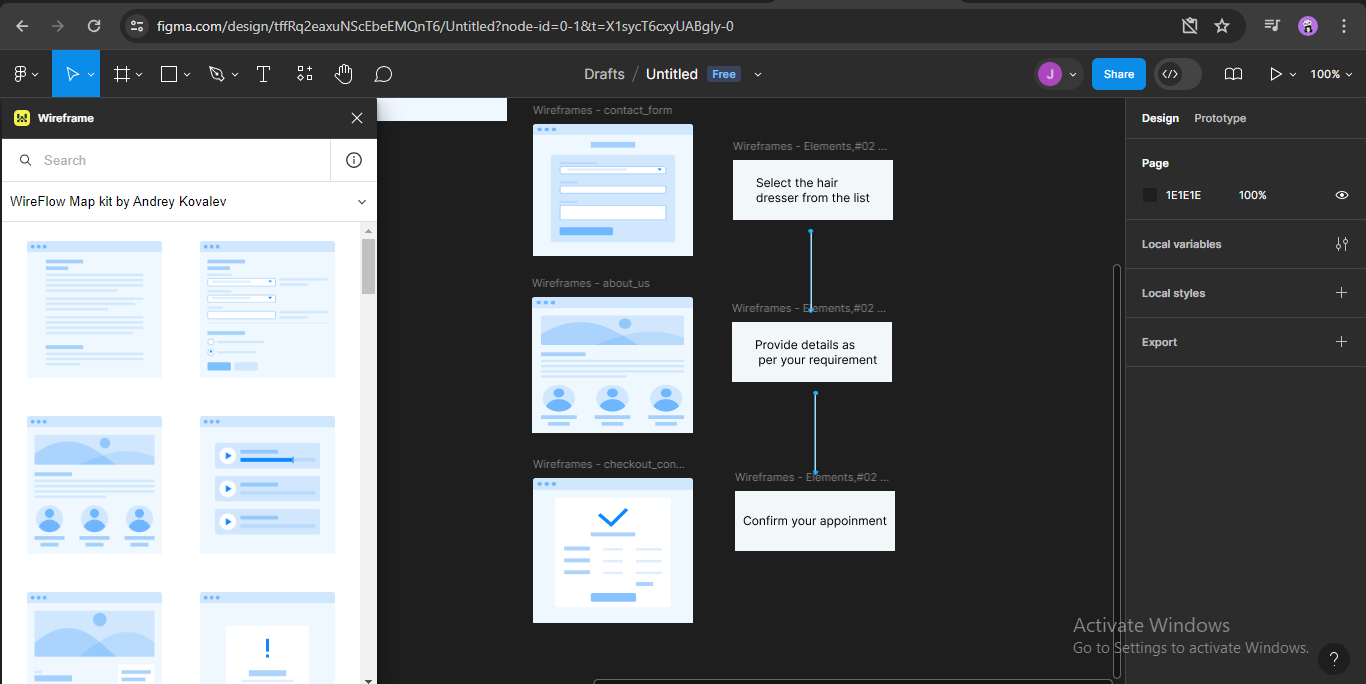 figma.com/design/tffRq2eaxuNScEbeEMQnT6/Untitled?node-id=0-1&t=X1sycT6cxyUABgIy-0
Drafts / Untitled Free
J
Share
100%
Wireframe
Search
WireFlow Map kit by Andrey Kovalev
Wireframes - contact_form
Wireframes - about_us
Wireframes - checkout_con...
Wireframes - Elements,#02 ...
Select the hair
dresser from the list
Wireframes - Elements,#02 ...
Provide details as
per your requirement
Wireframes - Elements,#02 ...
Confirm your appoinment
Design Prototype
Page
1E1E1E 100%
Local variables
Local styles
Export
Activate Windows
Go to Settings to activate Windows.
?